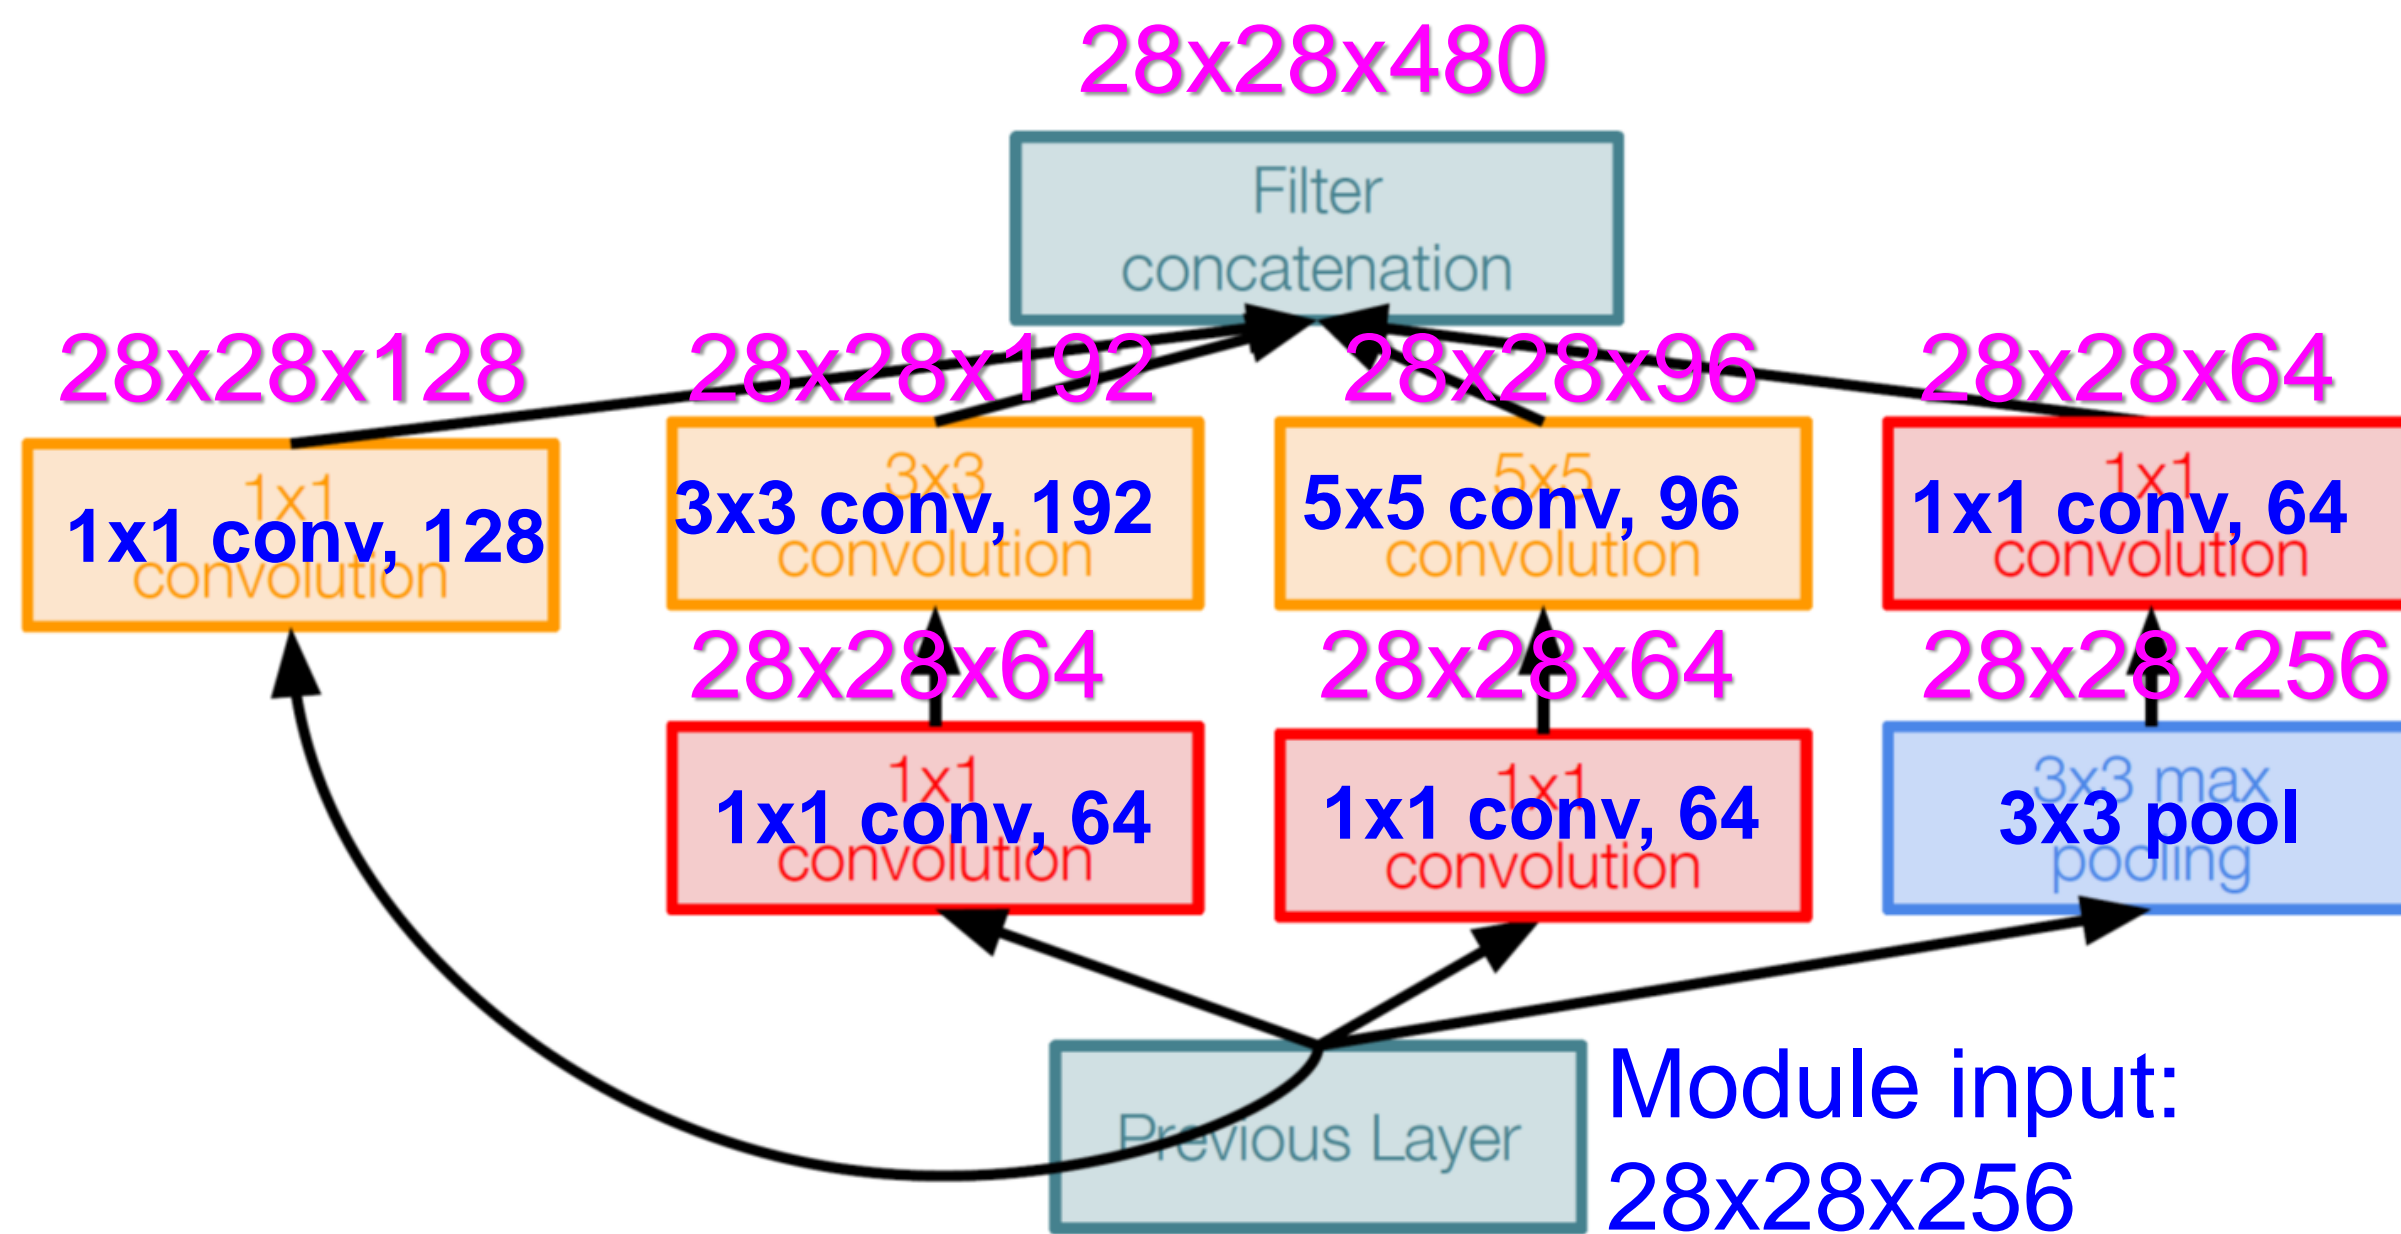 28x28x480
Filter
concatenation
28x28x128
28x28x192
28x28x96
28x28x64
1x1
convolution
1x1 conv, 128
3x3
convolution
3x3 conv, 192
5x5
convolution
5x5 conv, 96
1x1
convolution
1x1 conv, 64
28x28x64
28x28x64
28x28x256
1x1
convolution
1x1 conv, 64
1x1
convolution
1x1 conv, 64
3x3 max
pooling
3x3 pool
Previous Layer
Module input:
28x28x256